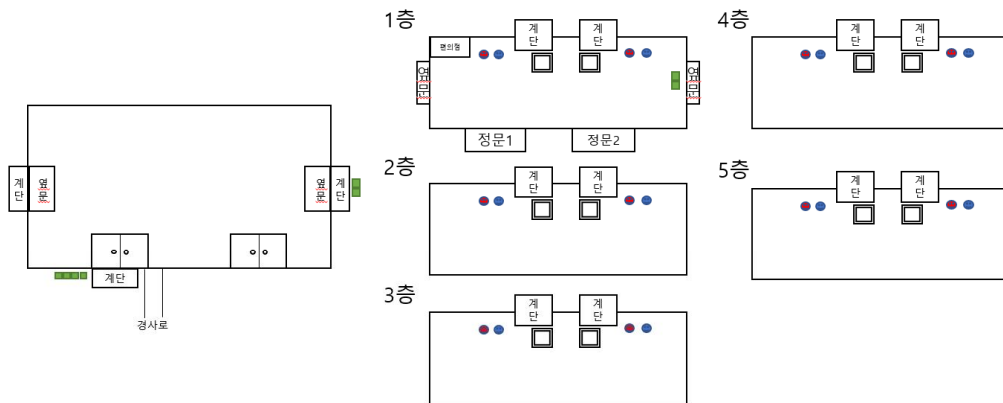 계
단
옆
문
옆
문
계
단
계단
경사로
1층
편의형
계
단
계
단
옆
문
옆
문
정문1
정문2
2층
계
단
계
단
3층
계
단
계
단
4층
계
단
계
단
5층
계
단
계
단